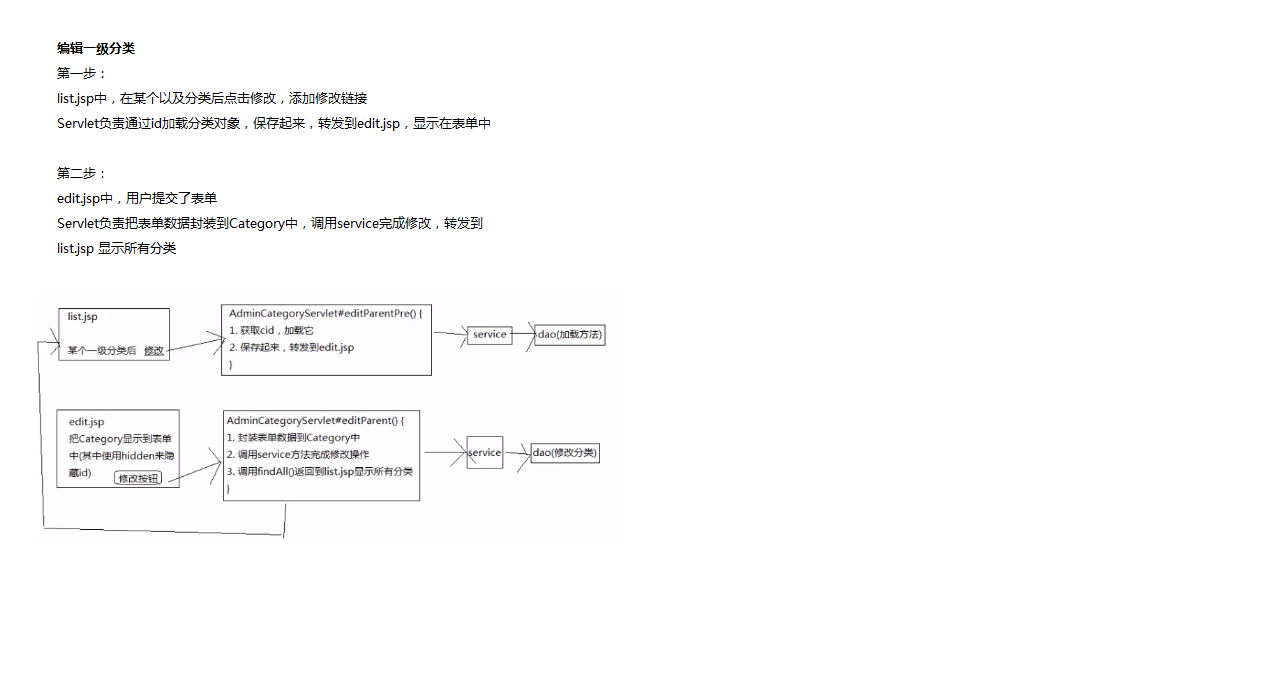 编辑一级分类
第一步：
list.jsp中，在某个以及分类后点击修改，添加修改链接
Servlet负责通过id加载分类对象，保存起来，转发到edit.jsp，显示在表单中
第二步：
edit.jsp中，用户提交了表单
Servlet负责把表单数据封装到Category中，调用service完成修改，转发到
list.jsp 显示所有分类
list.jsp
某个一级分类后 修改
AdminCategoryServlet#editParentPre() {
1. 获取cid，加载它
2. 保存起来，转发到edit.jsp
}
service
dao(加载方法)
edit.jsp
把Category显示到表单
中(其中使用hidden来隐
藏id)
修改按钮
AdminCategoryServlet#editParent() {
1. 封装表单数据到Category中
2. 调用service方法完成修改操作
3. 调用findAll()返回到list.jsp显示所有分类
}
service
dao(修改分类)